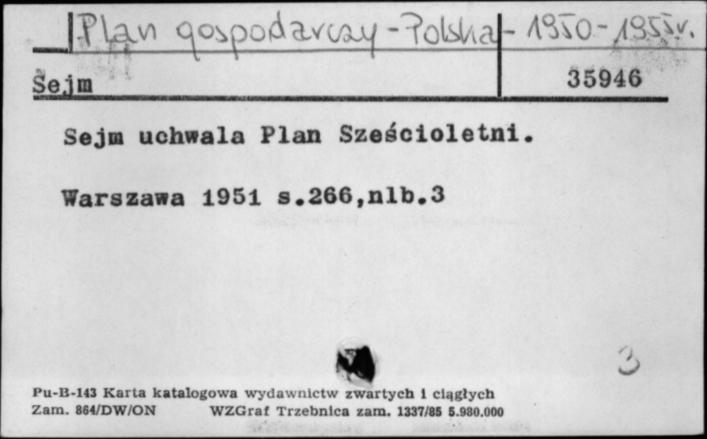 Plan gospodarczy - Polska - 1950 - 1955 r.
Sejm 35946
Sejm uchwala Plan Sześcioletni.
Warszawa 1951 s.266,nlb.3
3
Pu-B-143 Karta katalogowa wydawnictw zwartych i ciągłych
Zam. 864/DW/ON WZGraf Trzebnica zam. 1337/85 5.980.000